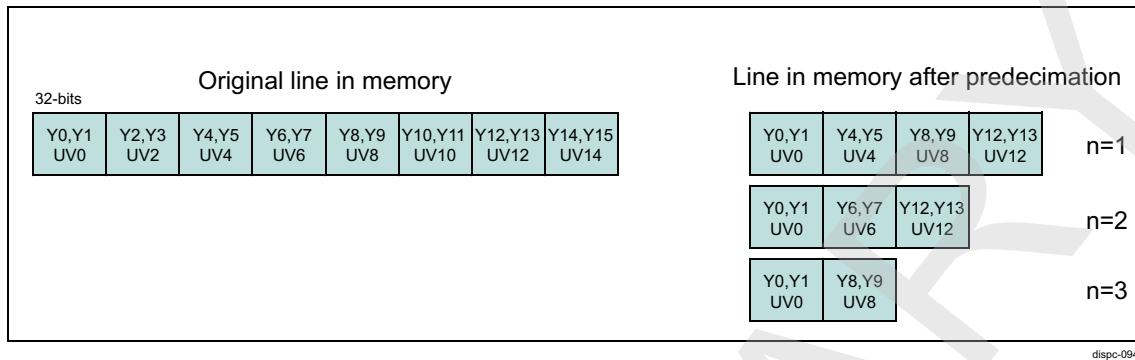 Original line in memory
Line in memory after predecimation
32-bits
Y0,Y1 Y2,Y3 Y4,Y5 Y6,Y7 Y8,Y9 Y10,Y11 Y12,Y13 Y14,Y15
UV0 UV2 UV4 UV6 UV8 UV10 UV12 UV14
Y0,Y1 Y4,Y5 Y8,Y9 Y12,Y13
UV0 UV4 UV8 UV12
n=1
Y0,Y1 Y6,Y7 Y12,Y13
UV0 UV6 UV12
n=2
Y0,Y1 Y8,Y9
UV0 UV8
n=3